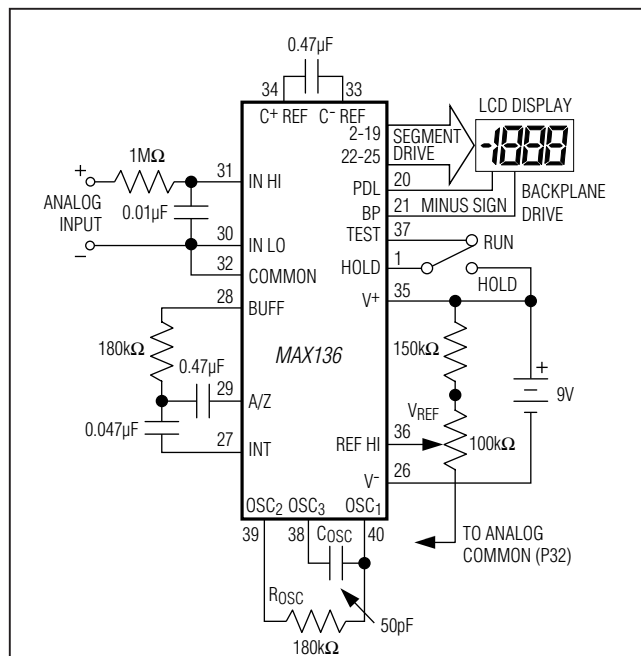 0.47µF
34
33
C+ REF
C- REF
LCD DISPLAY
2-19
SEGMENT
DRIVE
22-25
-1888
1MΩ
31
IN HI
+
ANALOG
INPUT
−
0.01µF
30
IN LO
32
COMMON
PDL
20
MINUS SIGN
BP
21
BACKPLANE
DRIVE
TEST
37
RUN
HOLD
1
HOLD
V+
35
28
BUFF
180kΩ
0.47µF
29
A/Z
0.047µF
27
INT
MAX136
150kΩ
+
9V
VREF
REF HI
36
100kΩ
V-
26
OSC2
OSC3
OSC1
39
38
40
COSC
TO ANALOG
COMMON (P32)
ROSC
180kΩ
50pF